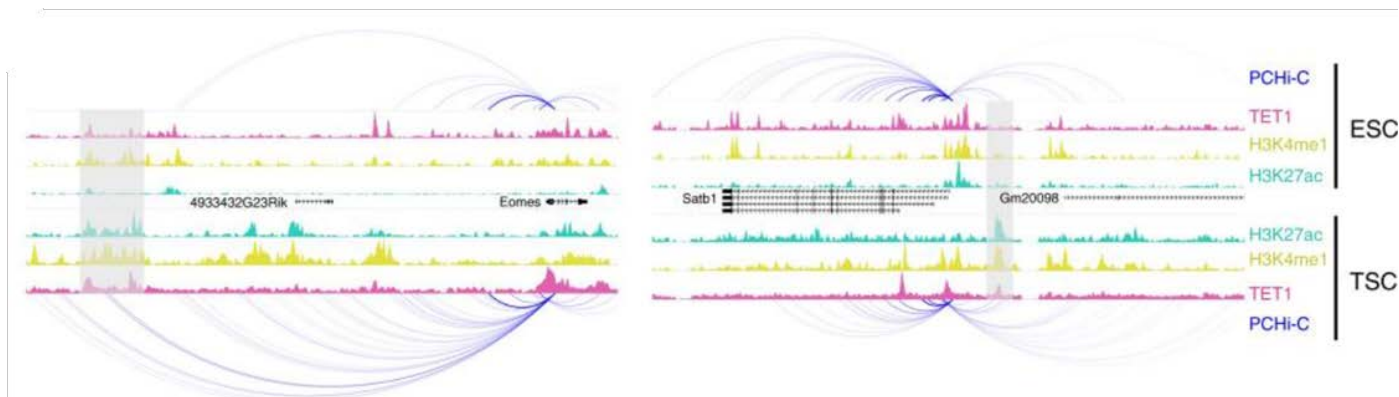 PCHi-C
TET1
H3K4me1
H3K27ac
ESC
4933432G23Rik
Eomes
Satb1
Gm20098
H3K27ac
H3K4me1
TET1
PCHi-C
TSC